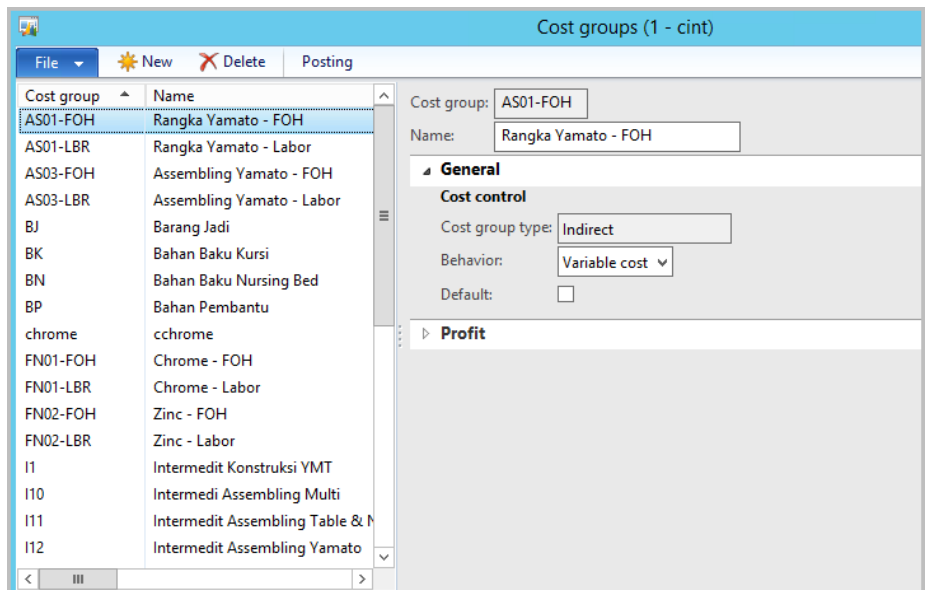 Cost groups (1 - cint)
File New Delete Posting
Cost group Name
AS01-FOH Rangka Yamato - FOH
AS01-LBR Rangka Yamato - Labor
AS03-FOH Assembling Yamato - FOH
AS03-LBR Assembling Yamato - Labor
BJ Barang Jadi
BK Bahan Baku Kursi
BN Bahan Baku Nursing Bed
BP Bahan Pembantu
chrome cchrome
FN01-FOH Chrome - FOH
FN01-LBR Chrome - Labor
FN02-FOH Zinc - FOH
FN02-LBR Zinc - Labor
I1 Intermedit Konstruksi YMT
I10 Intermedi Assembling Multi
I11 Intermedit Assembling Table &
I12 Intermedit Assembling Yamato
Cost group: AS01-FOH
Name: Rangka Yamato - FOH
General
Cost control
Cost group type: Indirect
Behavior: Variable cost
Default:
Profit